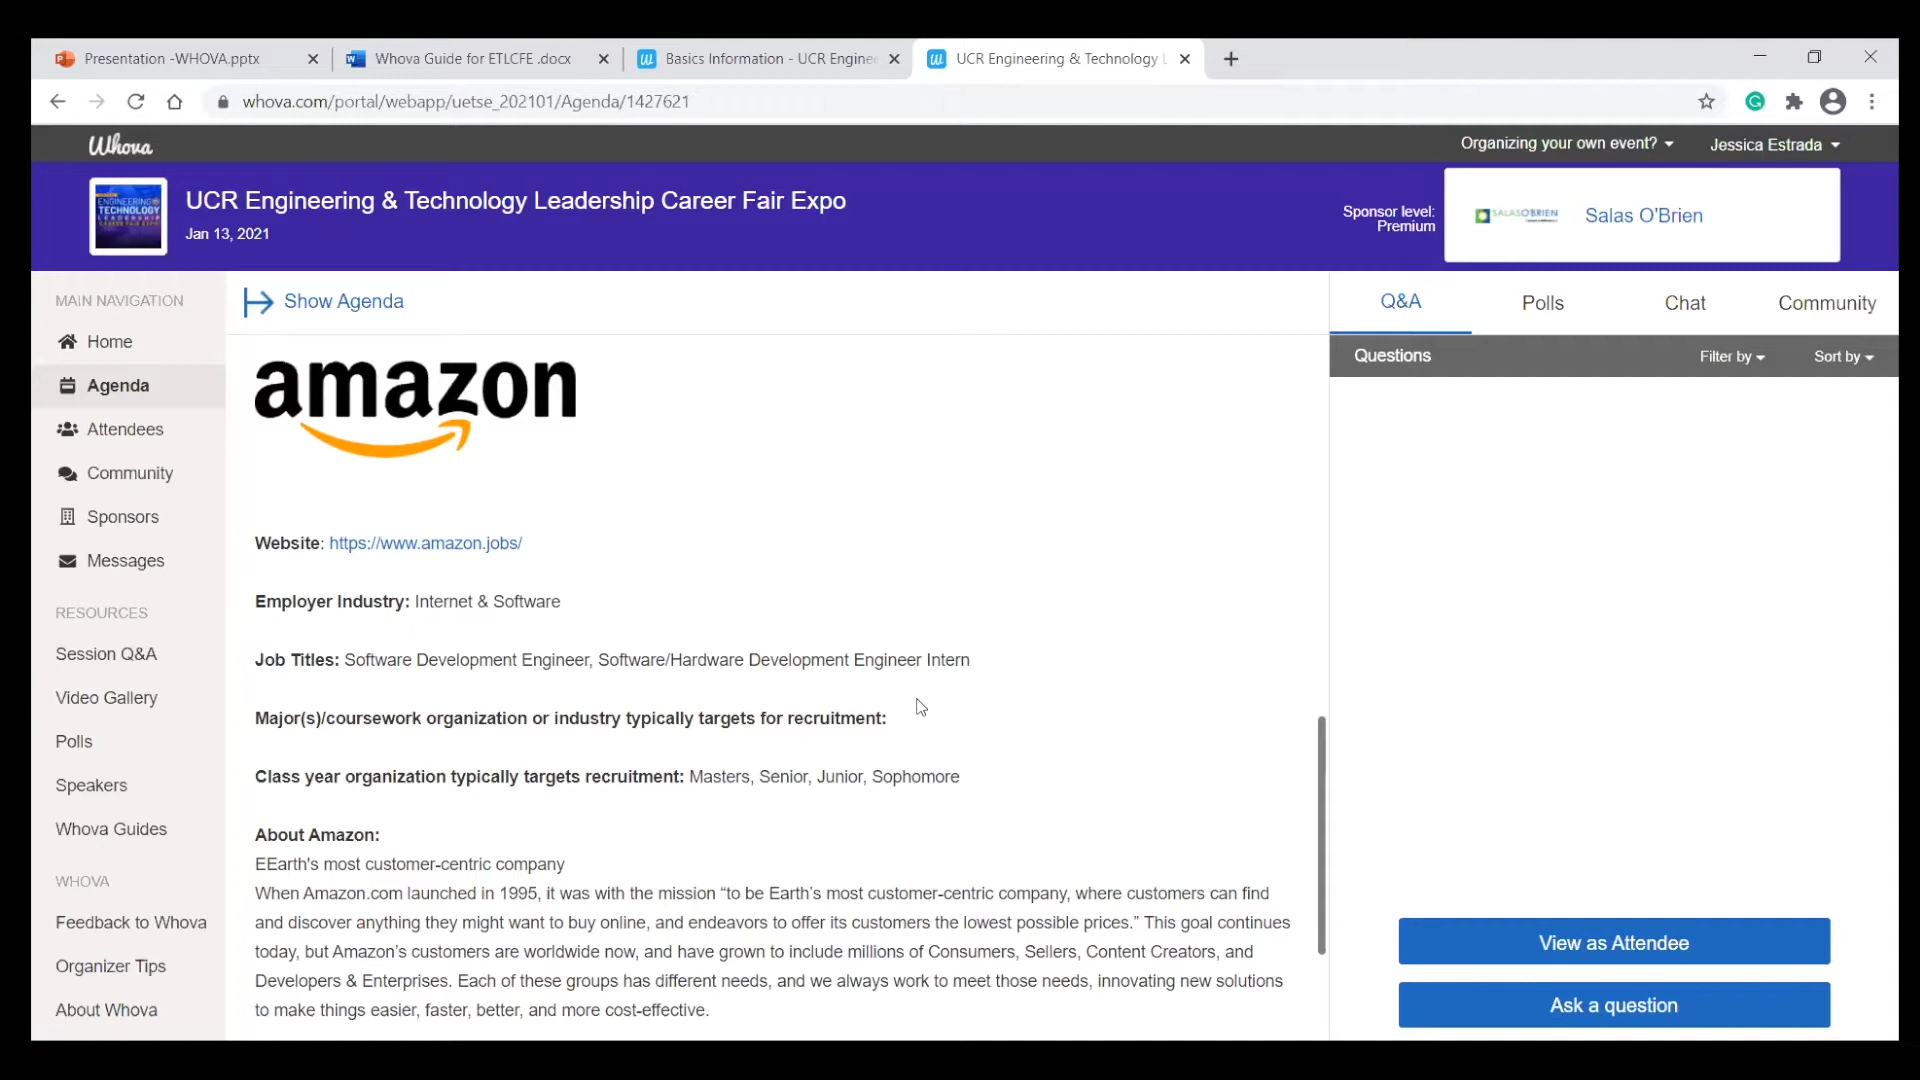 Presentation -WHOVA.pptx
Whova Guide for ETLCFE .docx
Basics Information - UCR Engine
UCR Engineering & Technology L
whova.com/portal/webapp/uetse_202101/Agenda/1427621
Whova
Organizing your own event?
Jessica Estrada
ENGINEERING
TECHNOLOGY
LEADERSHIP
UCR Engineering & Technology Leadership Career Fair Expo
Jan 13, 2021
Sponsor level:
Premium
SALASOBRIEN
Salas O'Brien
MAIN NAVIGATION
Home
Agenda
Attendees
Community
Sponsors
Messages
RESOURCES
Session Q&A
Video Gallery
Polls
Speakers
Whova Guides
WHOVA
Feedback to Whova
Organizer Tips
About Whova
Show Agenda
amazon
Website: https://www.amazon.jobs/
Employer Industry: Internet & Software
Job Titles: Software Development Engineer, Software/Hardware Development Engineer Intern
Major(s)/coursework organization or industry typically targets for recruitment:
Class year organization typically targets recruitment: Masters, Senior, Junior, Sophomore
About Amazon:
EEarth's most customer-centric company
When Amazon.com launched in 1995, it was with the mission “to be Earth’s most customer-centric company, where customers can find
and discover anything they might want to buy online, and endeavors to offer its customers the lowest possible prices.” This goal continues
today, but Amazon’s customers are worldwide now, and have grown to include millions of Consumers, Sellers, Content Creators, and
Developers & Enterprises. Each of these groups has different needs, and we always work to meet those needs, innovating new solutions
to make things easier, faster, better, and more cost-effective.
Q&A
Polls
Chat
Community
Questions
Filter by
Sort by
View as Attendee
Ask a question